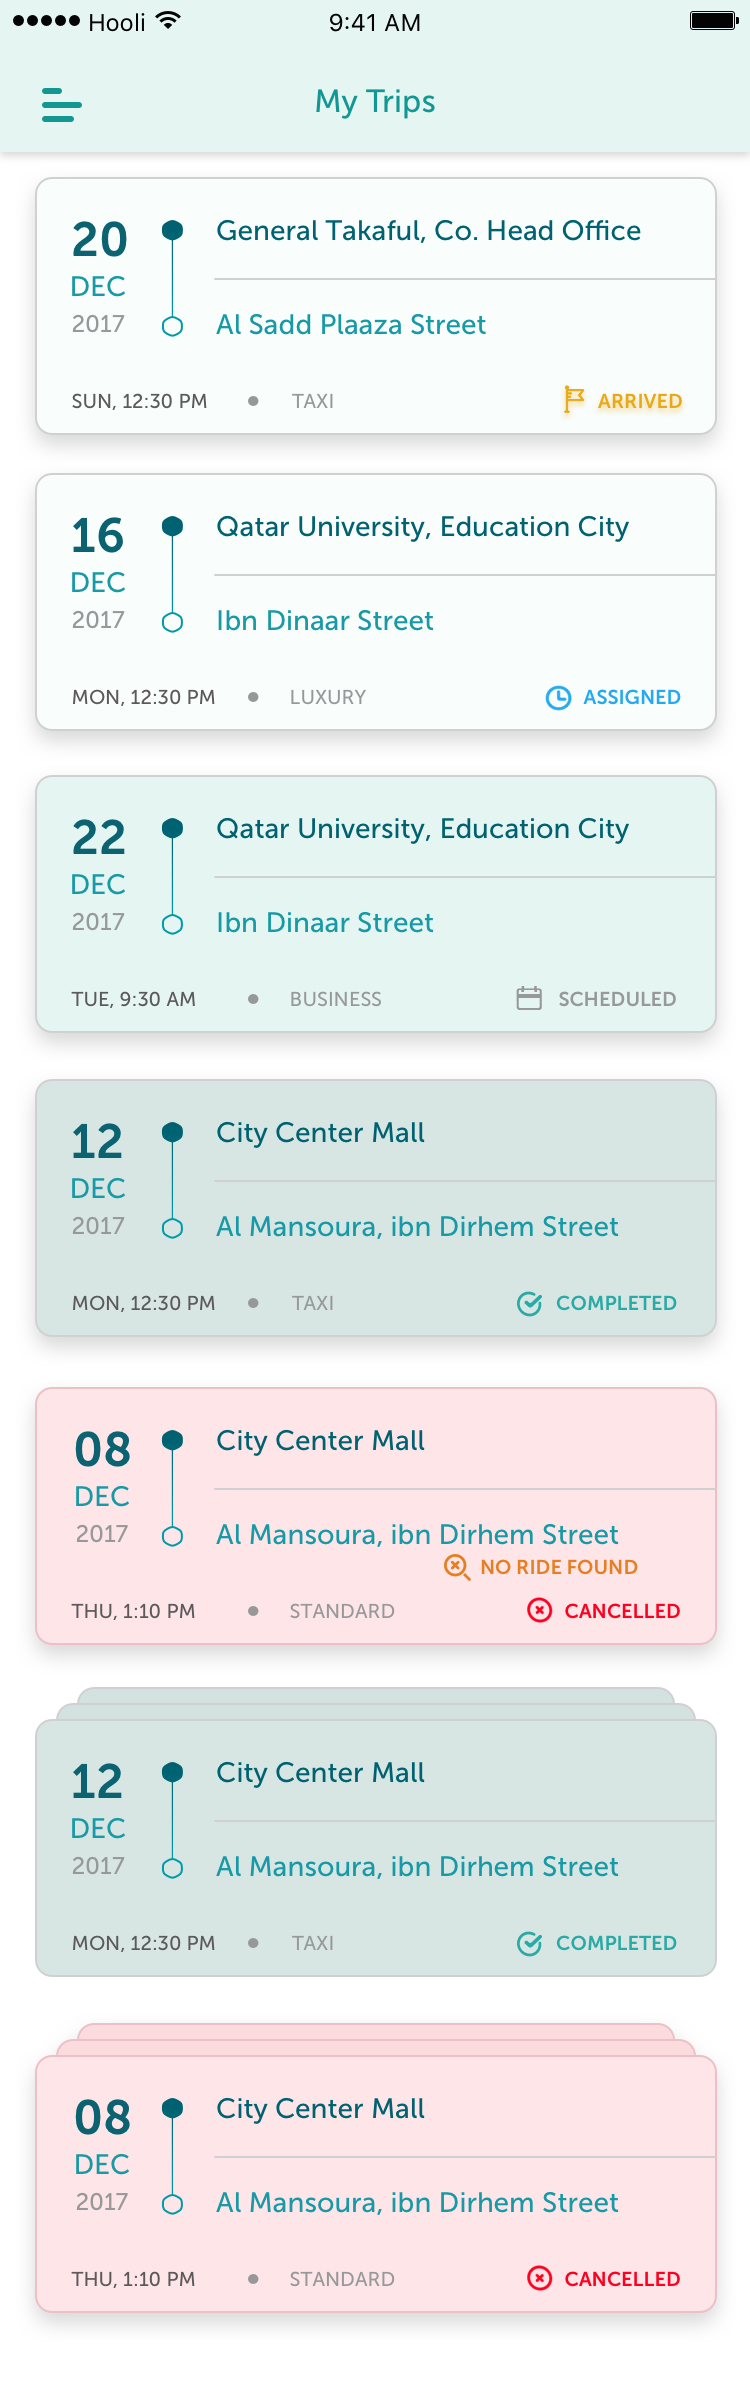 Hooli 9:41 AM
My Trips
20 General Takaful, Co. Head Office
DEC
2017 Al Sadd Plaaza Street
SUN, 12:30 PM TAXI ARRIVED
16 Qatar University, Education City
DEC
2017 Ibn Dinaar Street
MON, 12:30 PM LUXURY ASSIGNED
22 Qatar University, Education City
DEC
2017 Ibn Dinaar Street
TUE, 9:30 AM BUSINESS SCHEDULED
12 City Center Mall
DEC
2017 Al Mansoura, ibn Dirhem Street
MON, 12:30 PM TAXI COMPLETED
08 City Center Mall
DEC
2017 Al Mansoura, ibn Dirhem Street
NO RIDE FOUND
THU, 1:10 PM STANDARD CANCELLED
12 City Center Mall
DEC
2017 Al Mansoura, ibn Dirhem Street
MON, 12:30 PM TAXI COMPLETED
08 City Center Mall
DEC
2017 Al Mansoura, ibn Dirhem Street
THU, 1:10 PM STANDARD CANCELLED